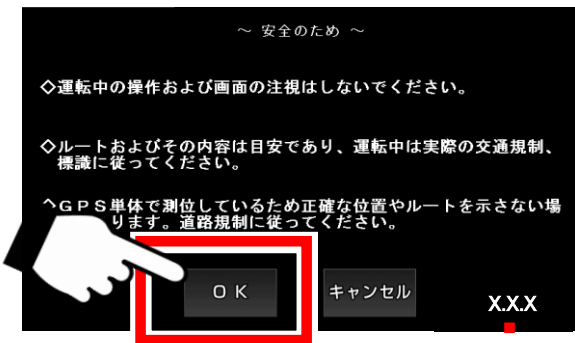 ～ 安全のため ～
◇運転中の操作および画面の注視はしないでください。
◇ルートおよびその内容は目安であり、運転中は実際の交通規制、
標識に従ってください。
GPS単体で測位しているため正確な位置やルートを示さない場
ります。道路規制に従ってください。
OK
キャンセル
X.X.X